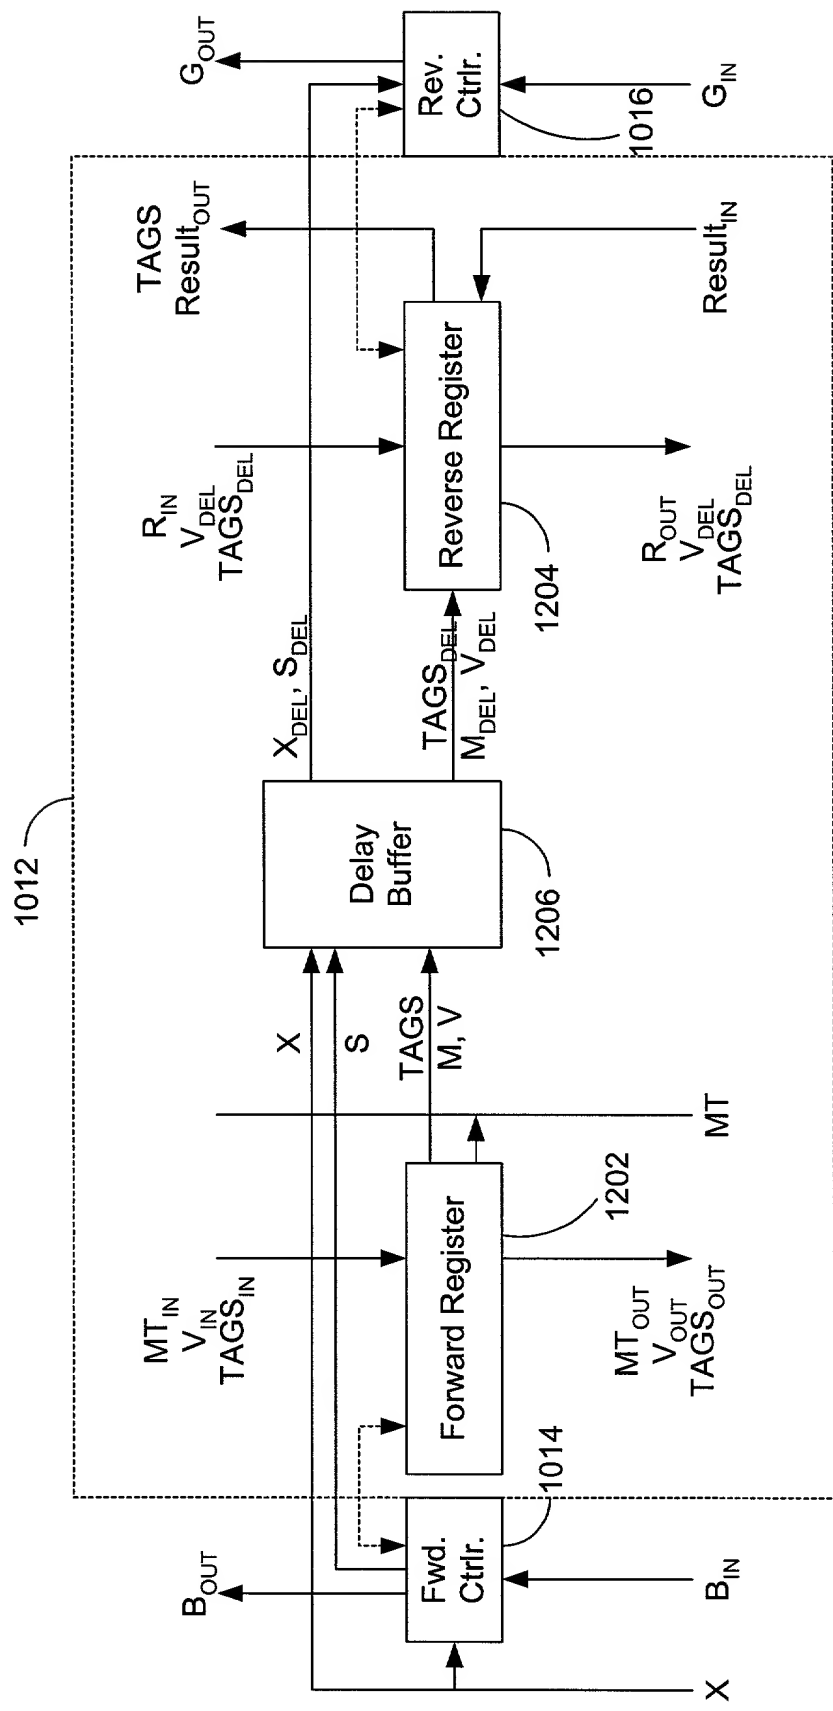 1012
B_OUT
MT_IN
V_IN
TAGS_IN
R_IN
V_DEL
TAGS_DEL
TAGS
Result_OUT
G_OUT
X
S
TAGS
M, V
X_DEL, S_DEL
TAGS_DEL
M_DEL, V_DEL
Fwd.
Ctrlr.
Forward Register
Delay
Buffer
Reverse Register
Rev.
Ctrlr.
1014
1202
1206
1204
1016
X
B_IN
MT_OUT
V_OUT
TAGS_OUT
MT
R_OUT
V_DEL
TAGS_DEL
Result_IN
G_IN